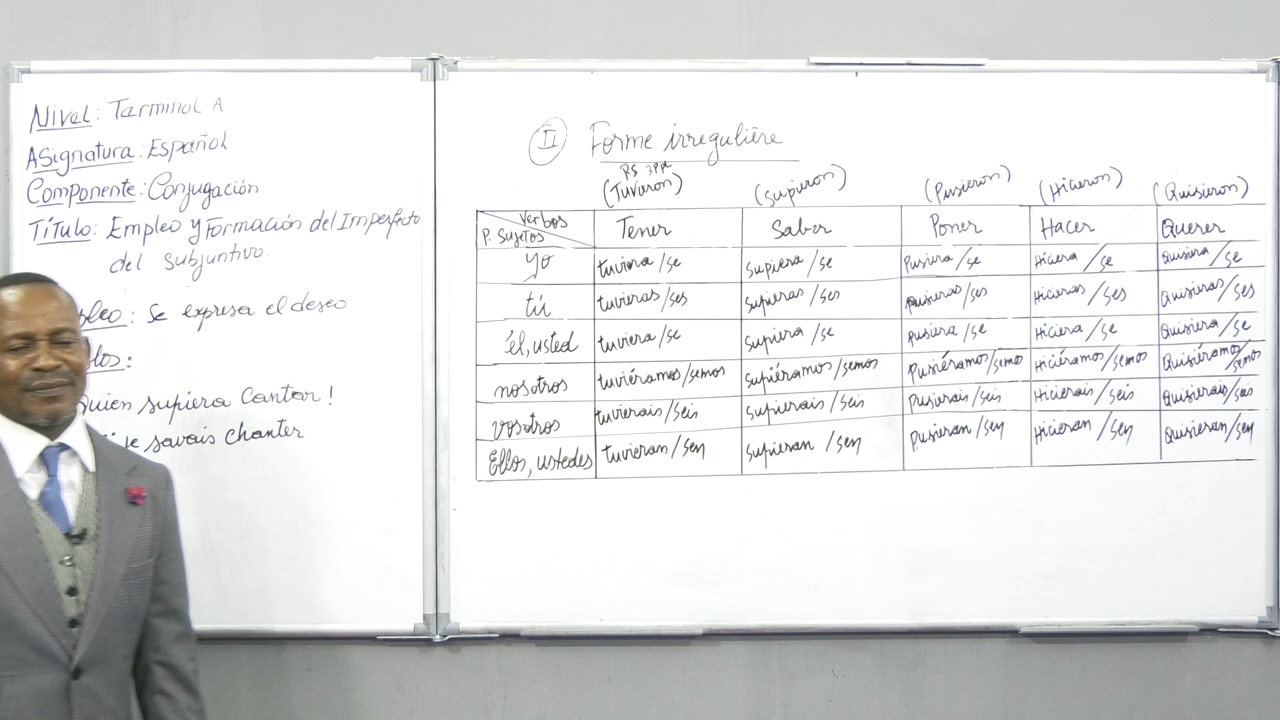 Nivel: Terminal A
Asignatura: Español
Componente: Conjugación
Título: Empleo y Formación del Imperfecto
del subjuntivo.
pleo: Se expresa el deseo
plos:
Quien supiera Cantar!
je savais chanter
II Forme irregulière
PS 3PPL
(Tuvieron) (Supieron) (Pusieron) (Hicieron) (Quisieron)
Verbos
P. Sujetos Tener Saber Poner Hacer Querer
yo tuviera/se supiera/se Pusiera/se Hiciera/se Quisiera/se
tú tuvieras/ses supieras/ses pusieras/ses Hicieras/ses Quisieras/ses
él, usted tuviera/se supiera/se pusiera/se Hiciera/se Quisiera/se
nosotros tuviéramos/semos supiéramos/semos Pusiéramos/semos Hiciéramos/semos Quisiéramos/semos
vosotros tuvierais/seis supierais/seis Pusierais/seis Hicierais/seis Quisierais/seis
Ellos, ustedes tuvieran/sen supieran/sen Pusieran/sen Hicieran/sen Quisieran/sen